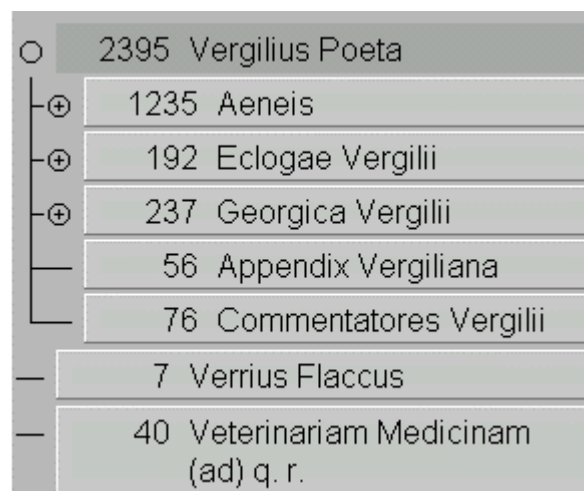 2395 Vergilius Poeta
1235 Aeneis
192 Eclogae Vergilii
237 Georgica Vergilii
56 Appendix Vergiliana
76 Commentatores Vergilii
7 Verrius Flaccus
40 Veterinariam Medicinam
(ad) q. r.